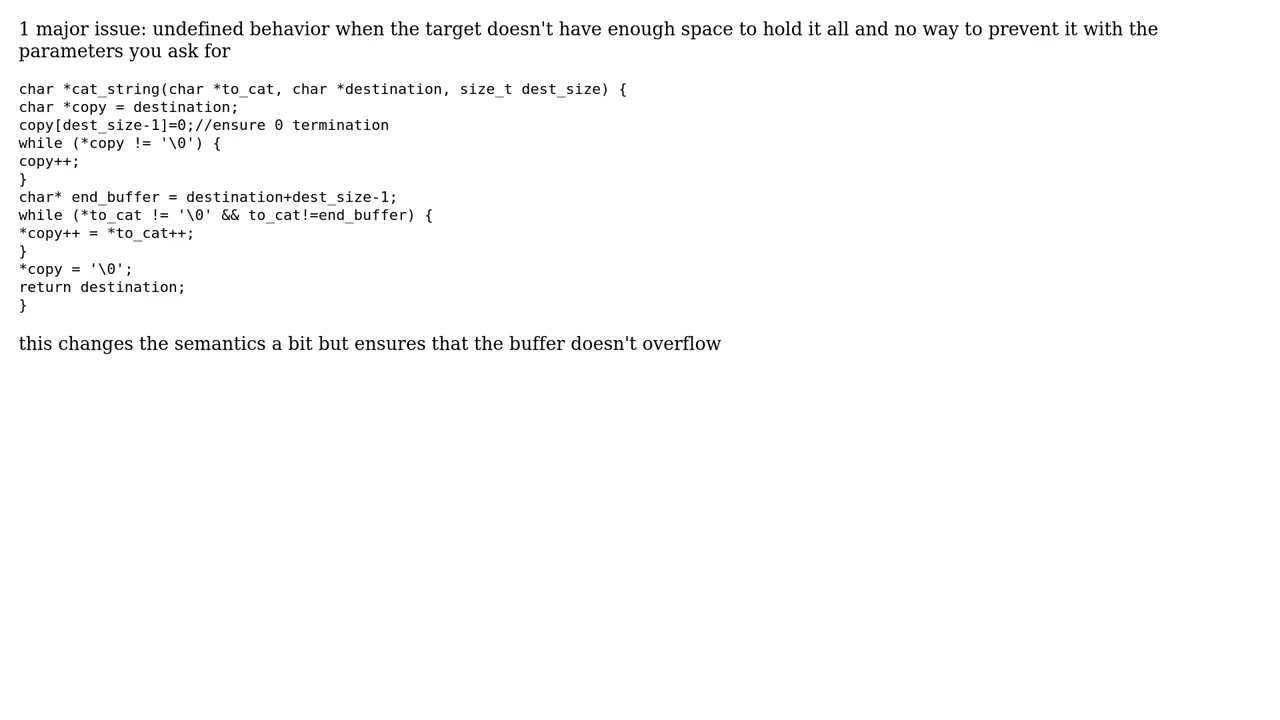 1 major issue: undefined behavior when the target doesn't have enough space to hold it all and no way to prevent it with the
parameters you ask for
char *cat_string(char *to_cat, char *destination, size_t dest_size) {
char *copy = destination;
copy[dest_size-1]=0;//ensure 0 termination
while (*copy != '\0') {
copy++;
}
char* end_buffer = destination+dest_size-1;
while (*to_cat != '\0' && to_cat!=end_buffer) {
*copy++ = *to_cat++;
}
*copy = '\0';
return destination;
}
this changes the semantics a bit but ensures that the buffer doesn't overflow